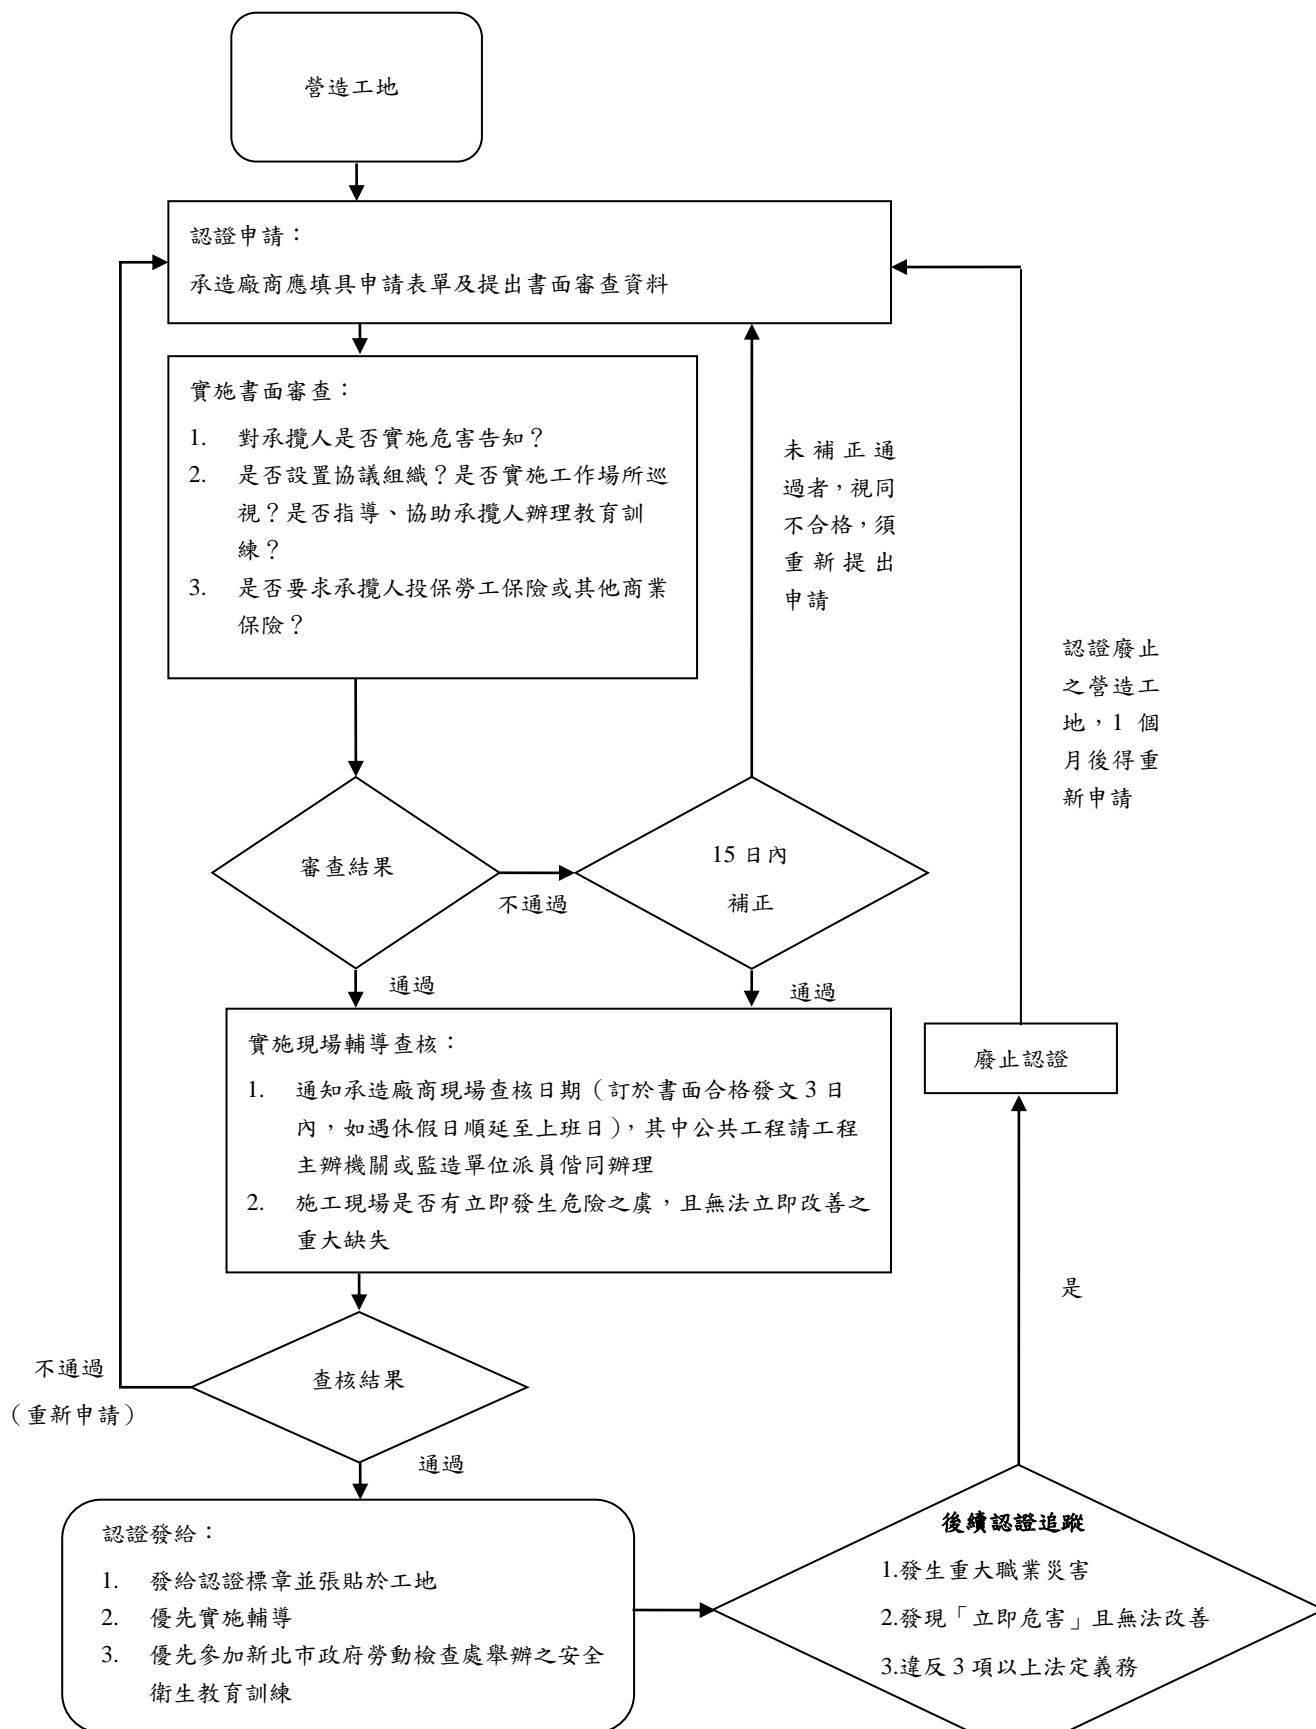 營造工地
認證申請：
承造廠商應填具申請表單及提出書面審查資料
實施書面審查：
1. 對承攬人是否實施危害告知？
2. 是否設置協議組織？是否實施工作場所巡
視？是否指導、協助承攬人辦理教育訓
練？
3. 是否要求承攬人投保勞工保險或其他商業
保險？
未補正通
過者，視同
不合格，須
重新提出
申請
認證廢止
之營造工
地，1 個
月後得重
新申請
審查結果
不通過
15 日內
補正
通過
通過
實施現場輔導查核：
1. 通知承造廠商現場查核日期（訂於書面合格發文 3 日
內，如遇休假日順延至上班日），其中公共工程請工程
主辦機關或監造單位派員偕同辦理
2. 施工現場是否有立即發生危險之虞，且無法立即改善之
重大缺失
廢止認證
是
不通過
（重新申請）
查核結果
通過
認證發給：
1. 發給認證標章並張貼於工地
2. 優先實施輔導
3. 優先參加新北市政府勞動檢查處舉辦之安全
衛生教育訓練
後續認證追蹤
1.發生重大職業災害
2.發現「立即危害」且無法改善
3.違反 3 項以上法定義務